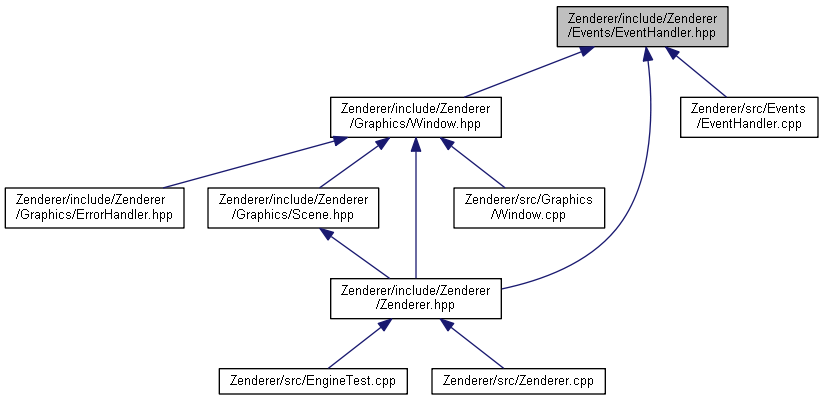 Zenderer/include/Zenderer
/Events/EventHandler.hpp
Zenderer/include/Zenderer
/Graphics/Window.hpp
Zenderer/src/Events
/EventHandler.cpp
Zenderer/include/Zenderer
/Graphics/ErrorHandler.hpp
Zenderer/include/Zenderer
/Graphics/Scene.hpp
Zenderer/src/Graphics
/Window.cpp
Zenderer/include/Zenderer
/Zenderer.hpp
Zenderer/src/EngineTest.cpp
Zenderer/src/Zenderer.cpp